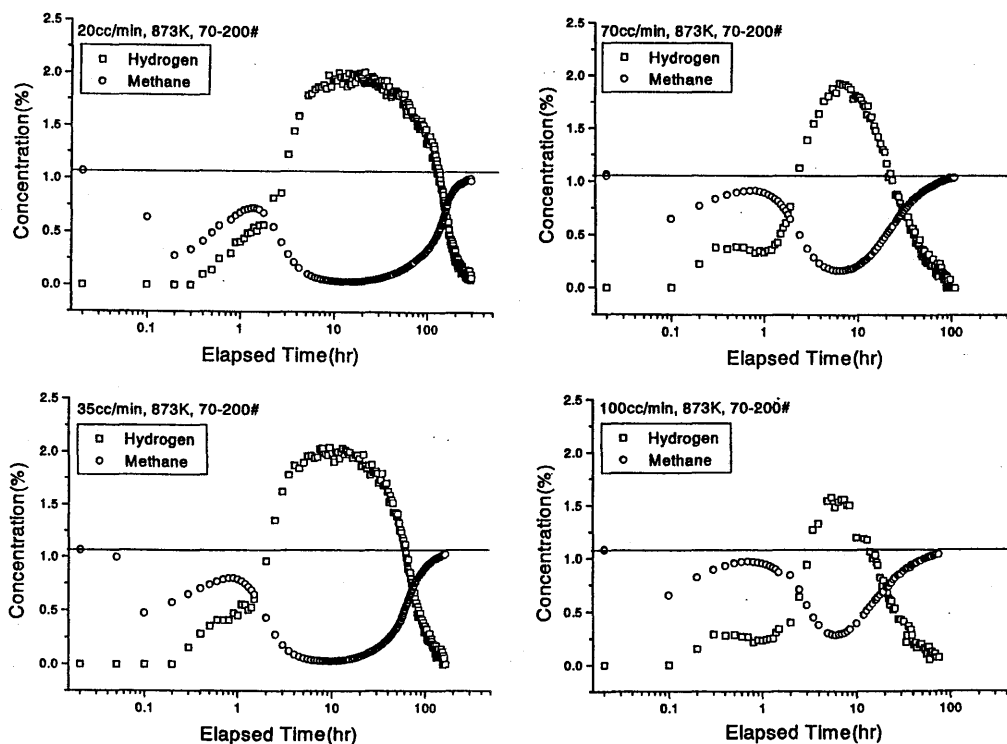 20cc/min, 873K, 70-200#
Hydrogen
Methane
2.5
2.0
1.5
1.0
0.5
0.0
Concentration(%)
0.1
1
10
100
Elapsed Time(hr)
70cc/min, 873K, 70-200#
Hydrogen
Methane
2.5
2.0
1.5
1.0
0.5
0.0
Concentration(%)
0.1
1
10
100
Elapsed Time(hr)
35cc/min, 873K, 70-200#
Hydrogen
Methane
2.5
2.0
1.5
1.0
0.5
0.0
Concentration(%)
0.1
1
10
100
Elapsed Time(hr)
100cc/min, 873K, 70-200#
Hydrogen
Methane
2.5
2.0
1.5
1.0
0.5
0.0
Concentration(%)
0.1
1
10
100
Elapsed Time(hr)